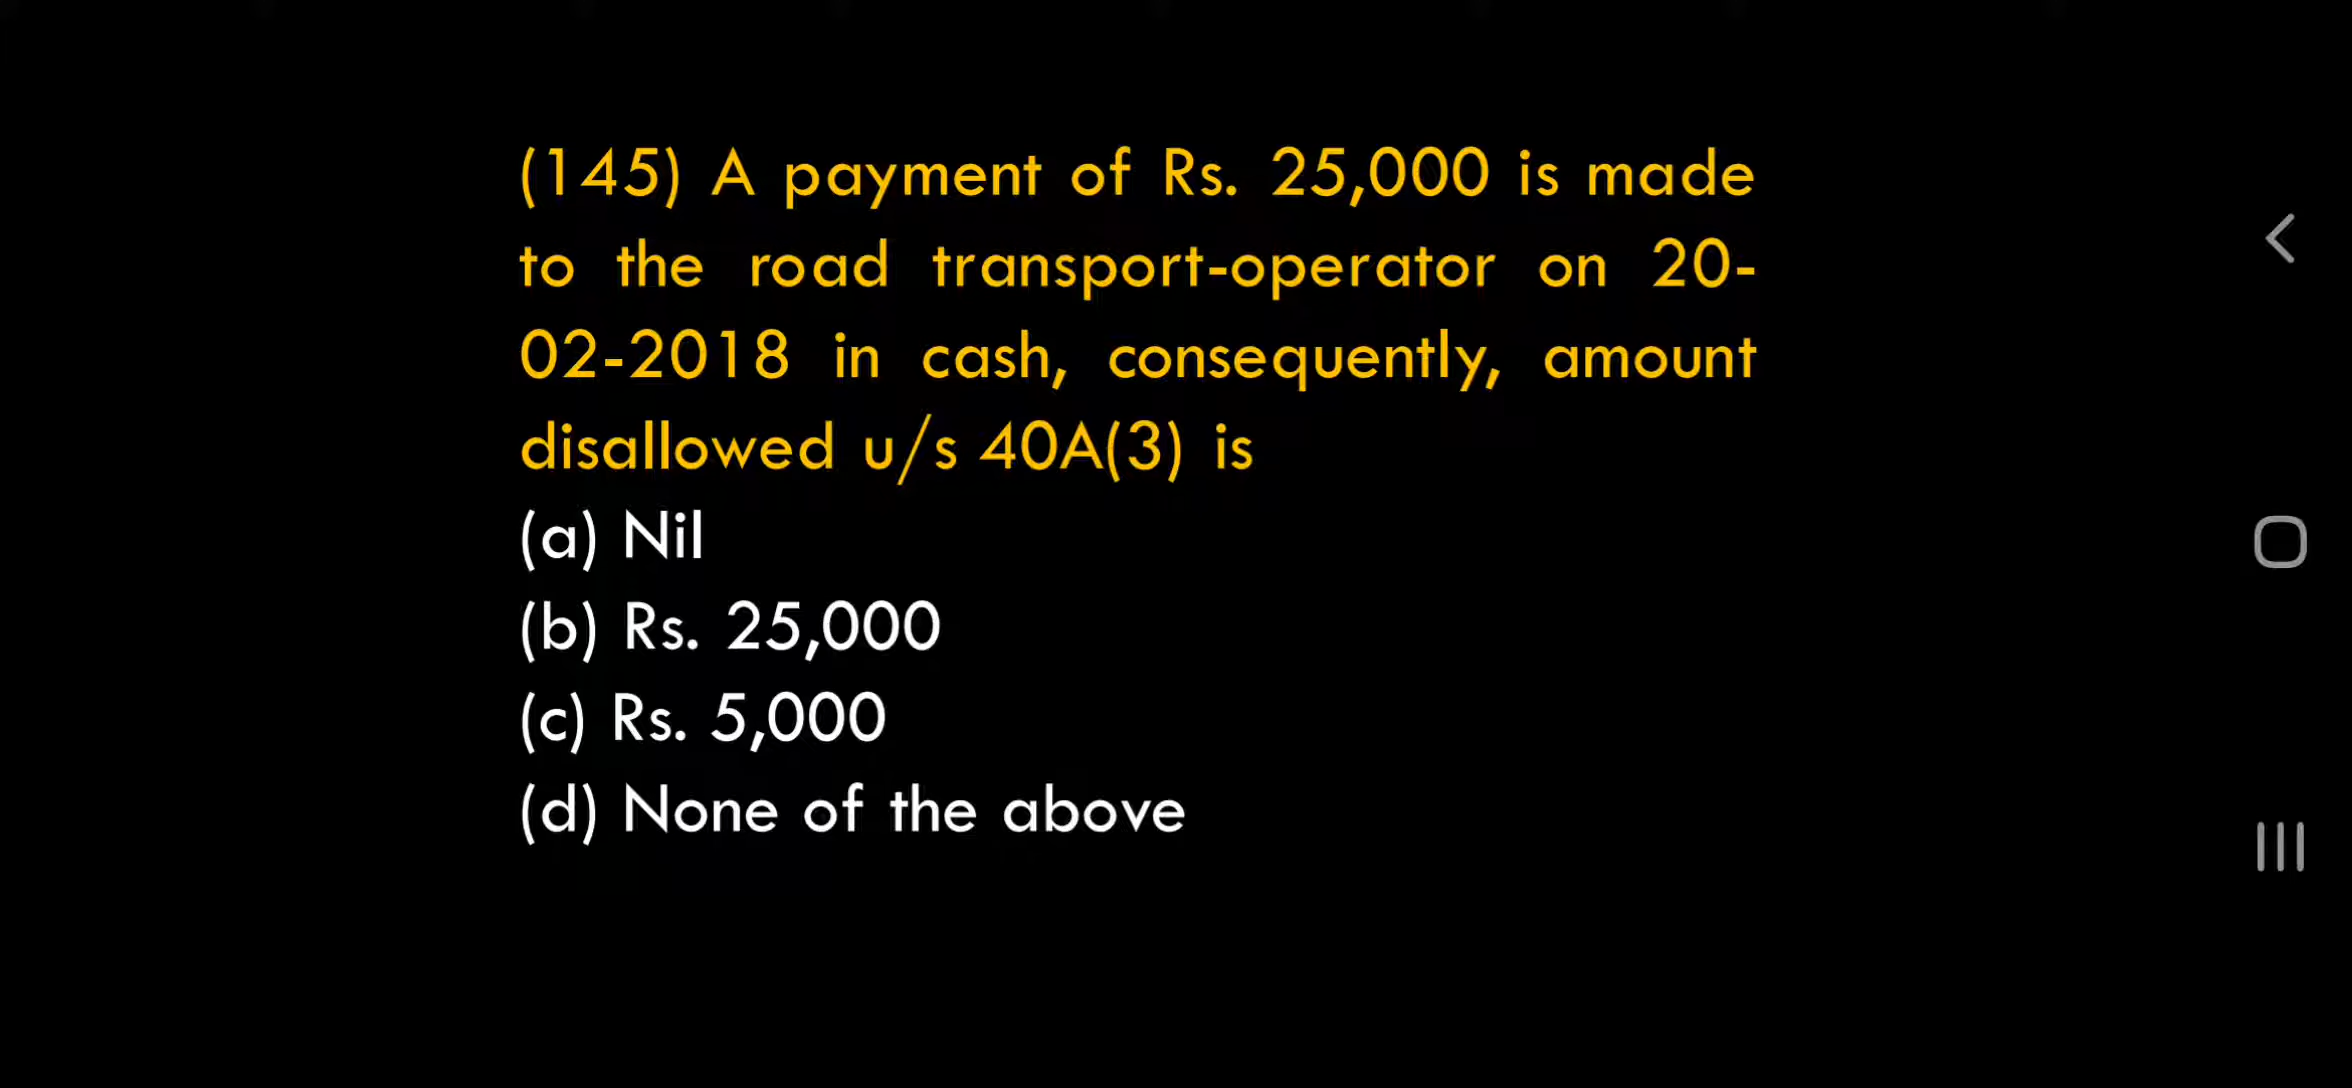 (145) A payment of Rs. 25,000 is made
to the road transport-operator on 20-
02-2018 in cash, consequently, amount
disallowed u/s 40A(3) is
(a) Nil
(b) Rs. 25,000
(c) Rs. 5,000
(d) None of the above